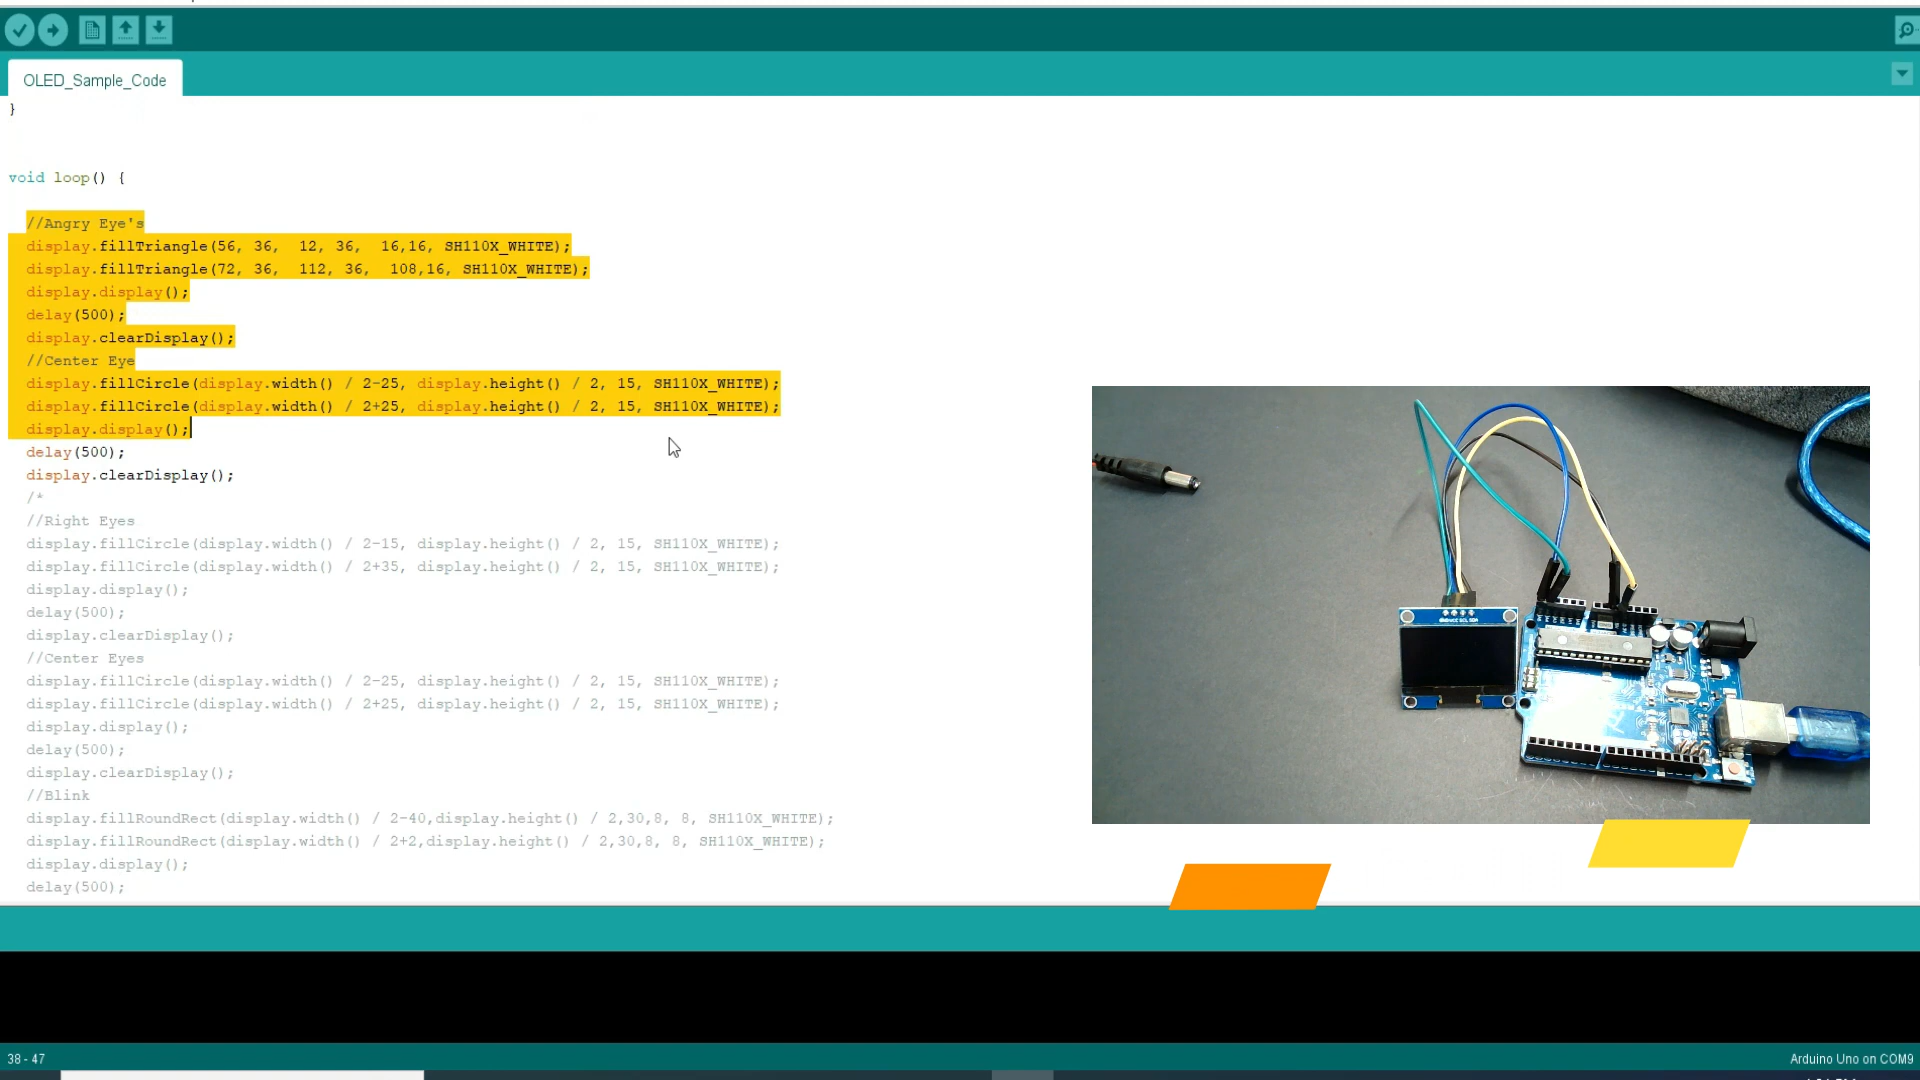 OLED_Sample_Code
}
void loop() {
//Angry Eye's
display.fillTriangle(56, 36,  12, 36,  16,16, SH110X_WHITE);
display.fillTriangle(72, 36,  112, 36,  108,16, SH110X_WHITE);
display.display();
delay(500);
display.clearDisplay();
//Center Eye
display.fillCircle(display.width() / 2-25, display.height() / 2, 15, SH110X_WHITE);
display.fillCircle(display.width() / 2+25, display.height() / 2, 15, SH110X_WHITE);
display.display();
delay(500);
display.clearDisplay();
/*
//Right Eyes
display.fillCircle(display.width() / 2-15, display.height() / 2, 15, SH110X_WHITE);
display.fillCircle(display.width() / 2+35, display.height() / 2, 15, SH110X_WHITE);
display.display();
delay(500);
display.clearDisplay();
//Center Eyes
display.fillCircle(display.width() / 2-25, display.height() / 2, 15, SH110X_WHITE);
display.fillCircle(display.width() / 2+25, display.height() / 2, 15, SH110X_WHITE);
display.display();
delay(500);
display.clearDisplay();
//Blink
display.fillRoundRect(display.width() / 2-40,display.height() / 2,30,8, 8, SH110X_WHITE);
display.fillRoundRect(display.width() / 2+2,display.height() / 2,30,8, 8, SH110X_WHITE);
display.display();
delay(500);
38 - 47
Arduino Uno on COM9